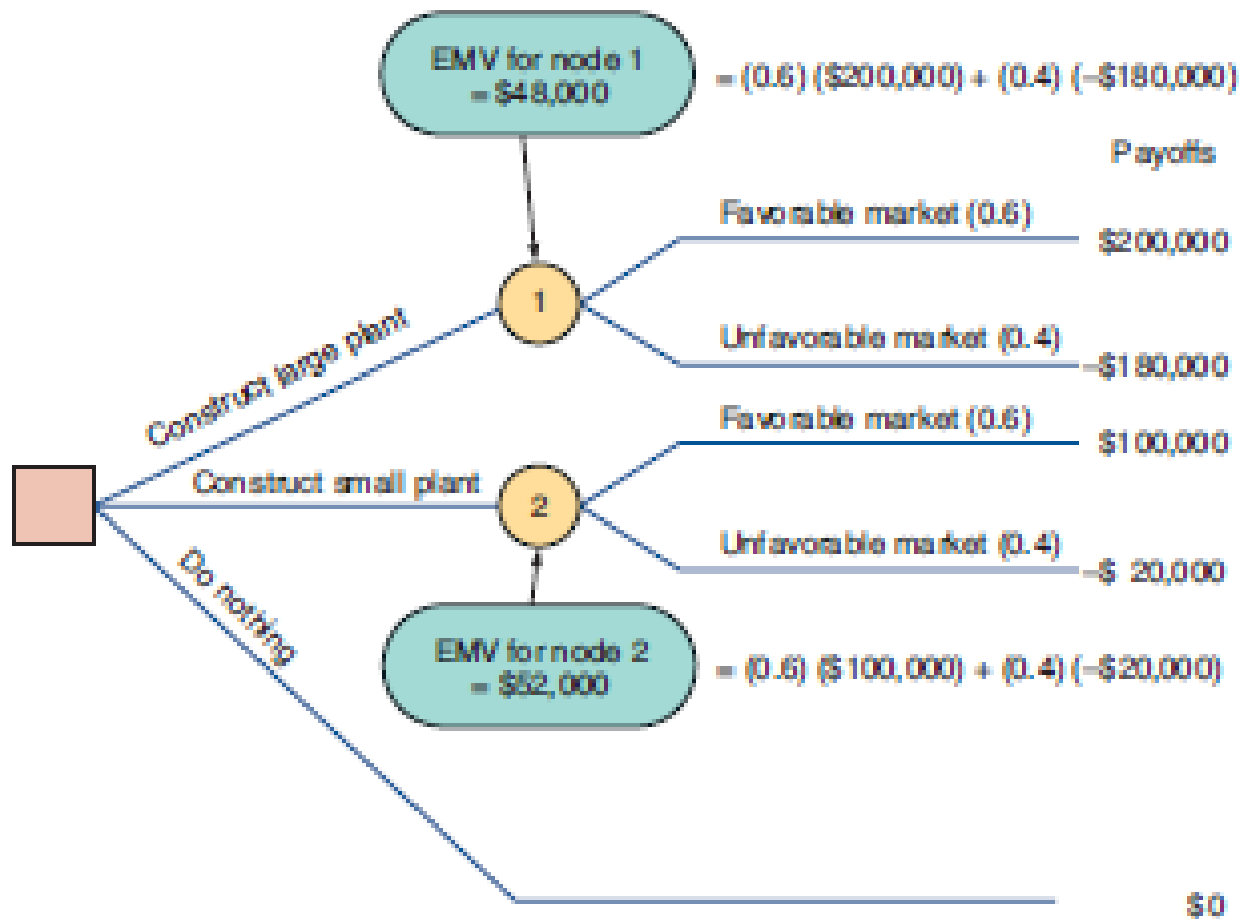 EMV for node 1
= $48,000
= (0.6) ($200,000) + (0.4) (–$180,000)
Payoffs
Favorable market (0.6)
$200,000
1
Construct large plant
Unfavorable market (0.4)
–$180,000
Favorable market (0.6)
$100,000
Construct small plant
2
Unfavorable market (0.4)
–$ 20,000
Do nothing
EMV for node 2
= $52,000
= (0.6) ($100,000) + (0.4) (–$20,000)
$0